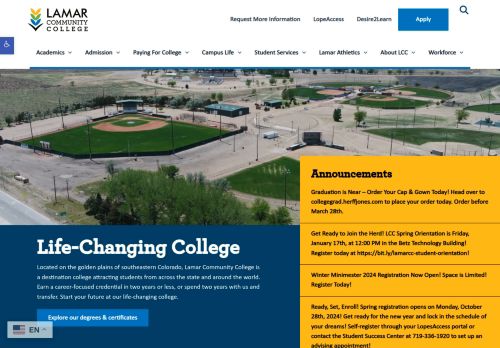 LAMAR
COMMUNITY
COLLEGE
Request More Information LopeAccess Desire2Learn Apply
Academics Admission Paying For College Campus Life Student Services Lamar Athletics About LCC Workforce
Life-Changing College
Located on the golden plains of southeastern Colorado, Lamar Community College is
a destination college attracting students from across the state and around the world.
Earn a career-focused credential in two years or less, or spend two years with us and
transfer. Start your future at our life-changing college.
Explore our degrees & certificates
EN
Announcements
Graduation is Near – Order Your Cap & Gown Today! Head over to
collegegrad.herffjones.com to place your order today. Order before
March 28th.
Get Ready to Join the Herd! LCC Spring Orientation is Friday,
January 17th, at 12:00 PM in the Betz Technology Building!
Register today at https://bit.ly/lamarcc-student-orientation!
Winter Minimester 2024 Registration Now Open! Space is Limited!
Register Today!
Ready, Set, Enroll! Spring registration opens on Monday, October
28th, 2024! Get ready for the new year and lock in the schedule of
your dreams! Self-register through your LopesAccess portal or
contact the Student Success Center at 719-336-1920 to set up an
advising appointment!